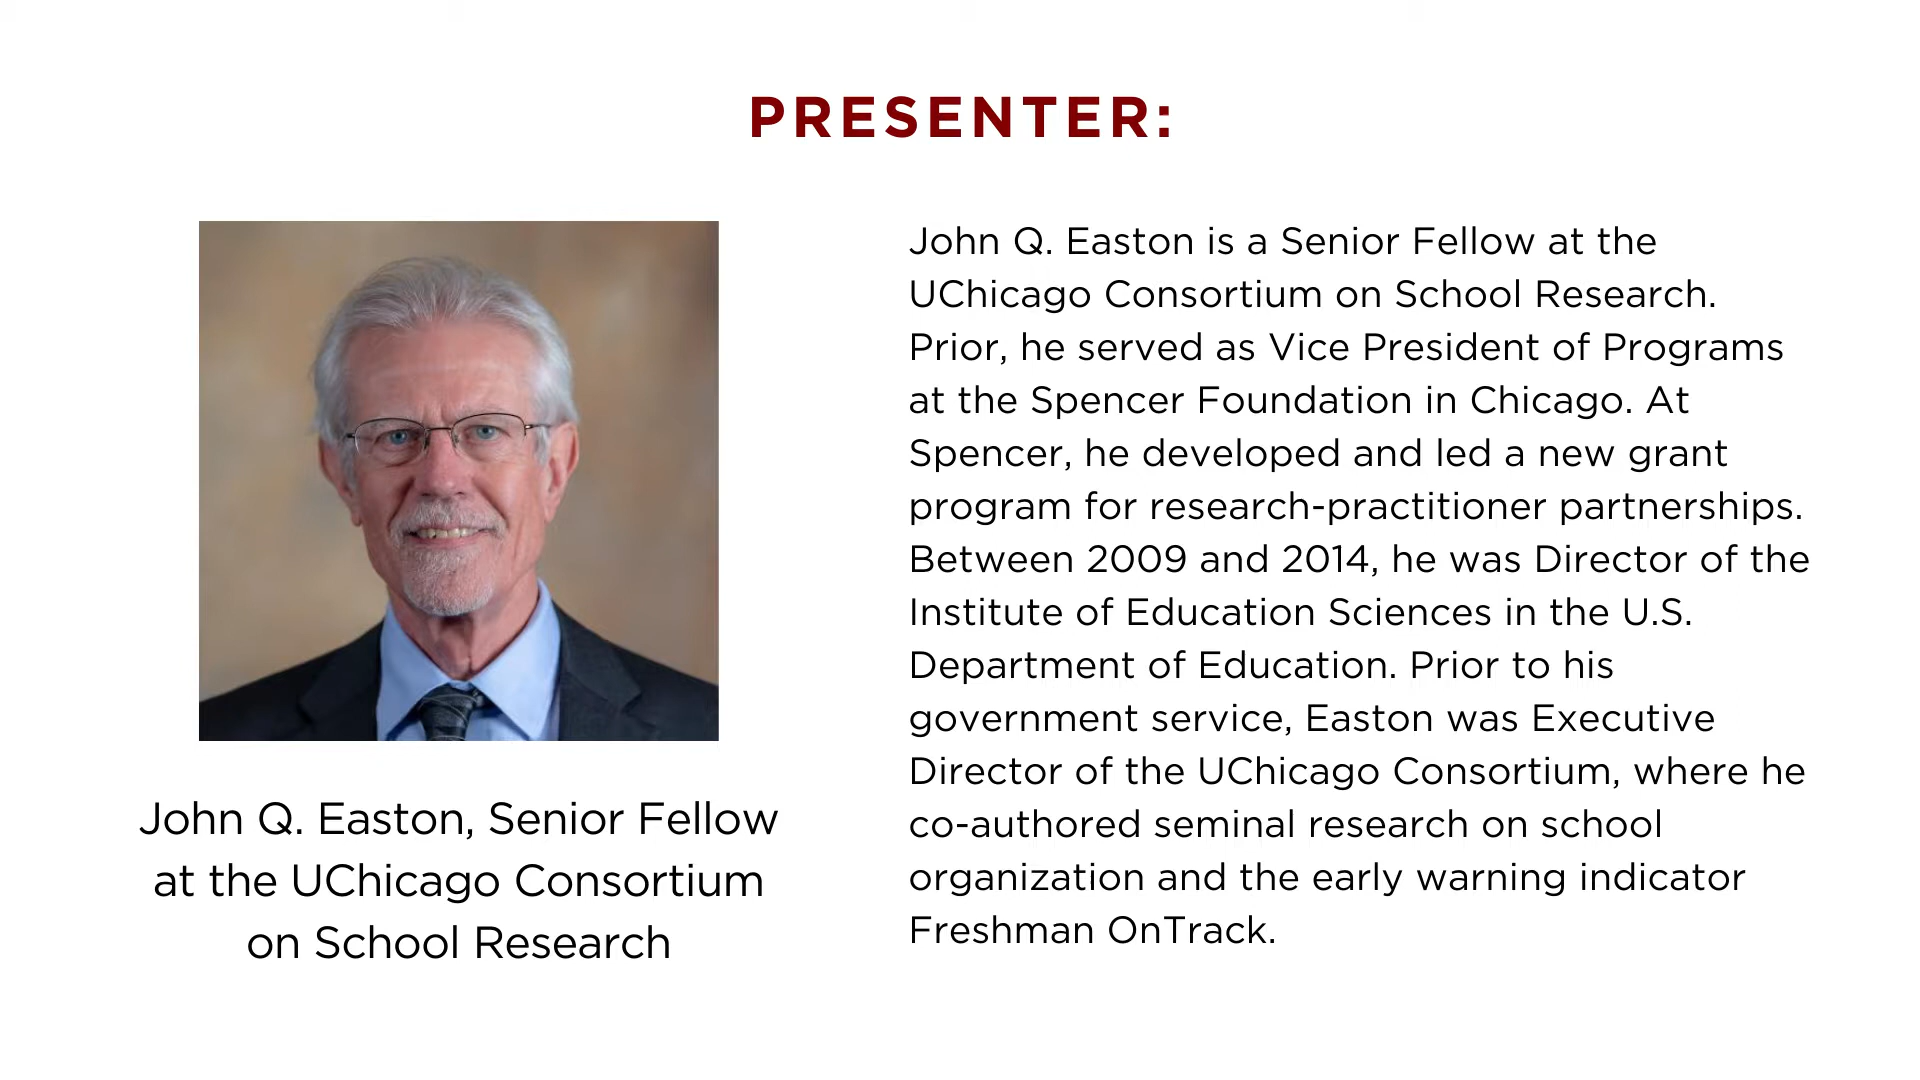 PRESENTER:
John Q. Easton, Senior Fellow
at the UChicago Consortium
on School Research
John Q. Easton is a Senior Fellow at the
UChicago Consortium on School Research.
Prior, he served as Vice President of Programs
at the Spencer Foundation in Chicago. At
Spencer, he developed and led a new grant
program for research-practitioner partnerships.
Between 2009 and 2014, he was Director of the
Institute of Education Sciences in the U.S.
Department of Education. Prior to his
government service, Easton was Executive
Director of the UChicago Consortium, where he
co-authored seminal research on school
organization and the early warning indicator
Freshman OnTrack.